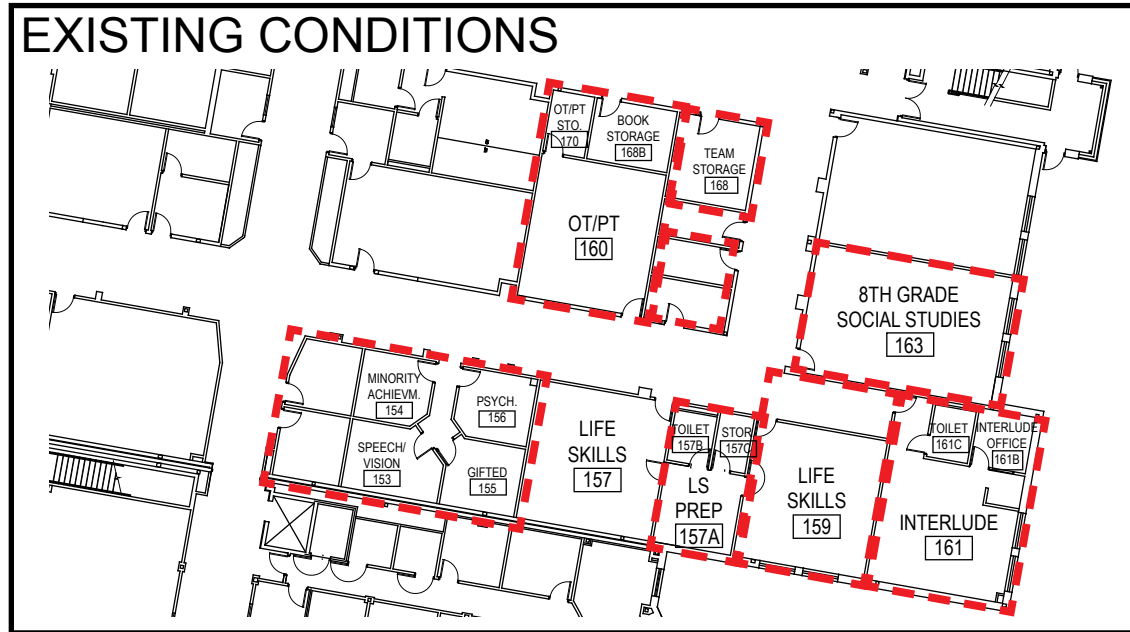 EXISTING CONDITIONS
OT/PT
STO.
170
BOOK
STORAGE
168B
TEAM
STORAGE
168
OT/PT
160
8TH GRADE
SOCIAL STUDIES
163
MINORITY
ACHIEVM.
154
PSYCH.
156
SPEECH/
VISION
153
GIFTED
155
LIFE
SKILLS
157
TOILET
157B
STOR
157C
LS
PREP
157A
LIFE
SKILLS
159
TOILET
161C
INTERLUDE
OFFICE
161B
INTERLUDE
161